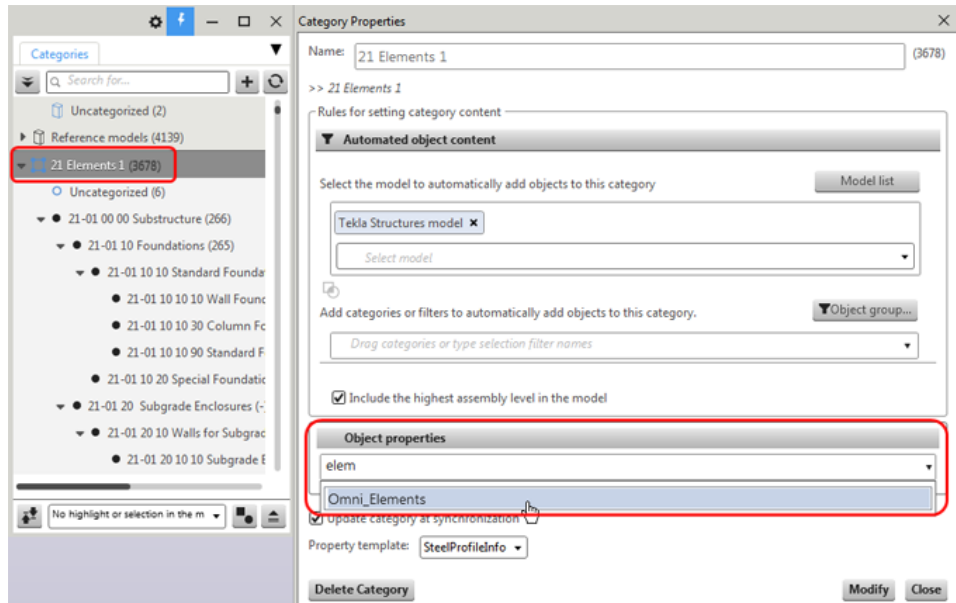 Categories
Search for...
Uncategorized (2)
Reference models (4139)
21 Elements 1 (3678)
Uncategorized (6)
21-01 00 00 Substructure (266)
21-01 10 Foundations (265)
21-01 10 10 Standard Founda
21-01 10 10 10 Wall Found
21-01 10 10 30 Column Fo
21-01 10 10 90 Standard F
21-01 10 20 Special Foundatic
21-01 20 Subgrade Enclosures (-
21-01 20 10 Walls for Subgrac
21-01 20 10 10 Subgrade E
No highlight or selection in the m
Category Properties
Name: 21 Elements 1 (3678)
>> 21 Elements 1
Rules for setting category content
Automated object content
Select the model to automatically add objects to this category
Model list
Tekla Structures model
Select model
Add categories or filters to automatically add objects to this category.
Object group...
Drag categories or type selection filter names
Include the highest assembly level in the model
Object properties
elem
Omni_Elements
Update category at synchronization
Property template: SteelProfileInfo
Delete Category Modify Close